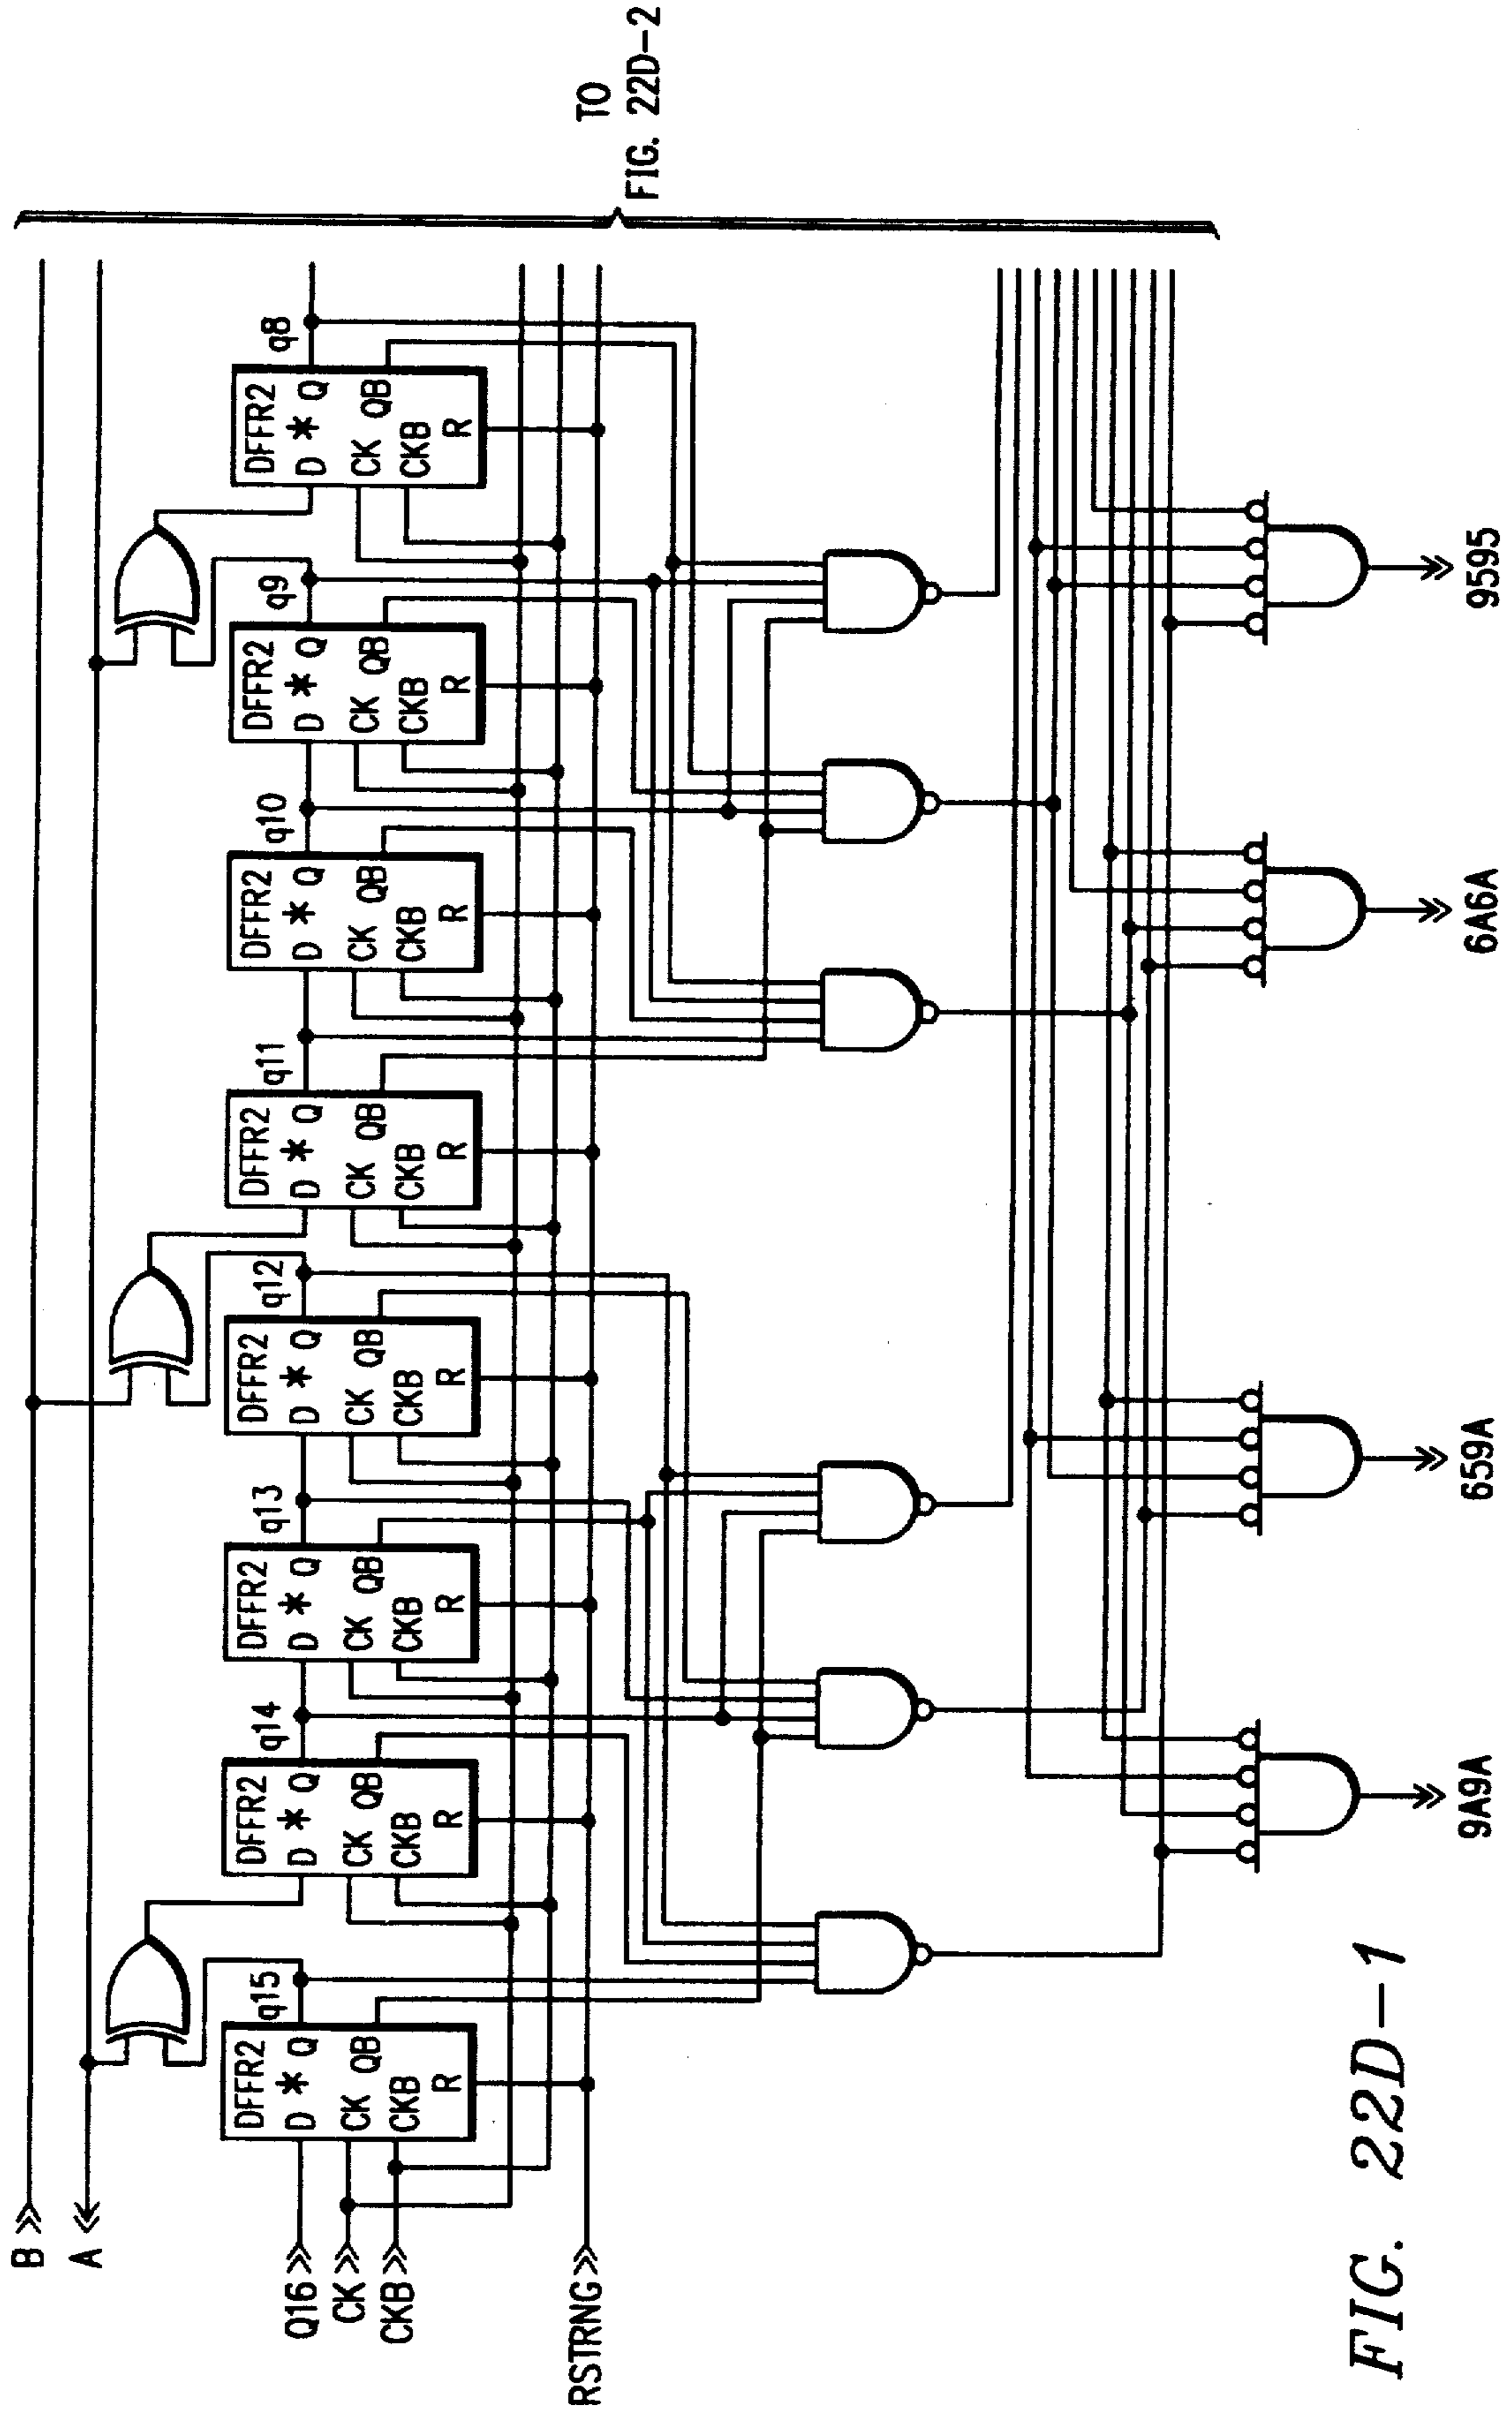 B
A
Q16
CK
CKB
RSTRNG
DFFR2
D * Q
CK QB
CKB
R
q15
DFFR2
D * Q
CK QB
CKB
R
q14
DFFR2
D * Q
CK QB
CKB
R
q13
DFFR2
D * Q
CK QB
CKB
R
q12
DFFR2
D * Q
CK QB
CKB
R
q11
DFFR2
D * Q
CK QB
CKB
R
q10
DFFR2
D * Q
CK QB
CKB
R
q9
DFFR2
D * Q
CK QB
CKB
R
q8
TO
FIG. 22D-2
9A9A
659A
6A6A
9595
FIG. 22D-1